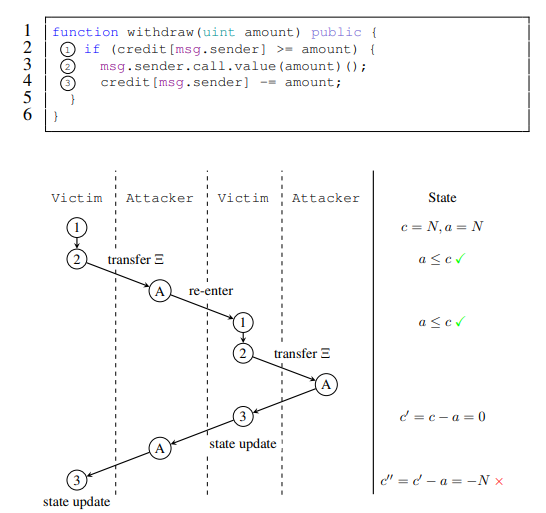 1 function withdraw(uint amount) public {
2 ① if (credit[msg.sender] >= amount) {
3 ② msg.sender.call.value(amount)();
4 ③ credit[msg.sender] -= amount;
5 }
6 }
Victim Attacker Victim Attacker State
1 c = N, a = N
2 transfer Ξ a ≤ c ✓
A re-enter
1 a ≤ c ✓
2 transfer Ξ
A
3 c′ = c − a = 0
A state update
3 c″ = c′ − a = −N ×
state update